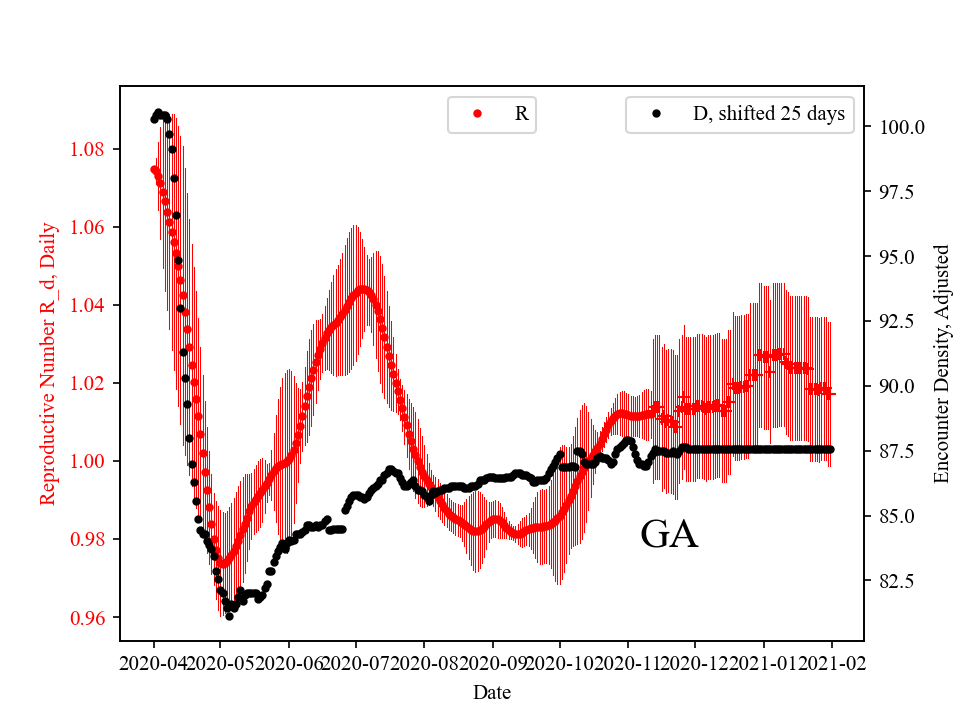 R
D, shifted 25 days
1.08
1.06
1.04
1.02
1.00
0.98
0.96
Reproductive Number R_d, Daily
100.0
97.5
95.0
92.5
90.0
87.5
85.0
82.5
Encounter Density, Adjusted
GA
2020-04 2020-05 2020-06 2020-07 2020-08 2020-09 2020-10 2020-11 2020-12 2021-01 2021-02
Date